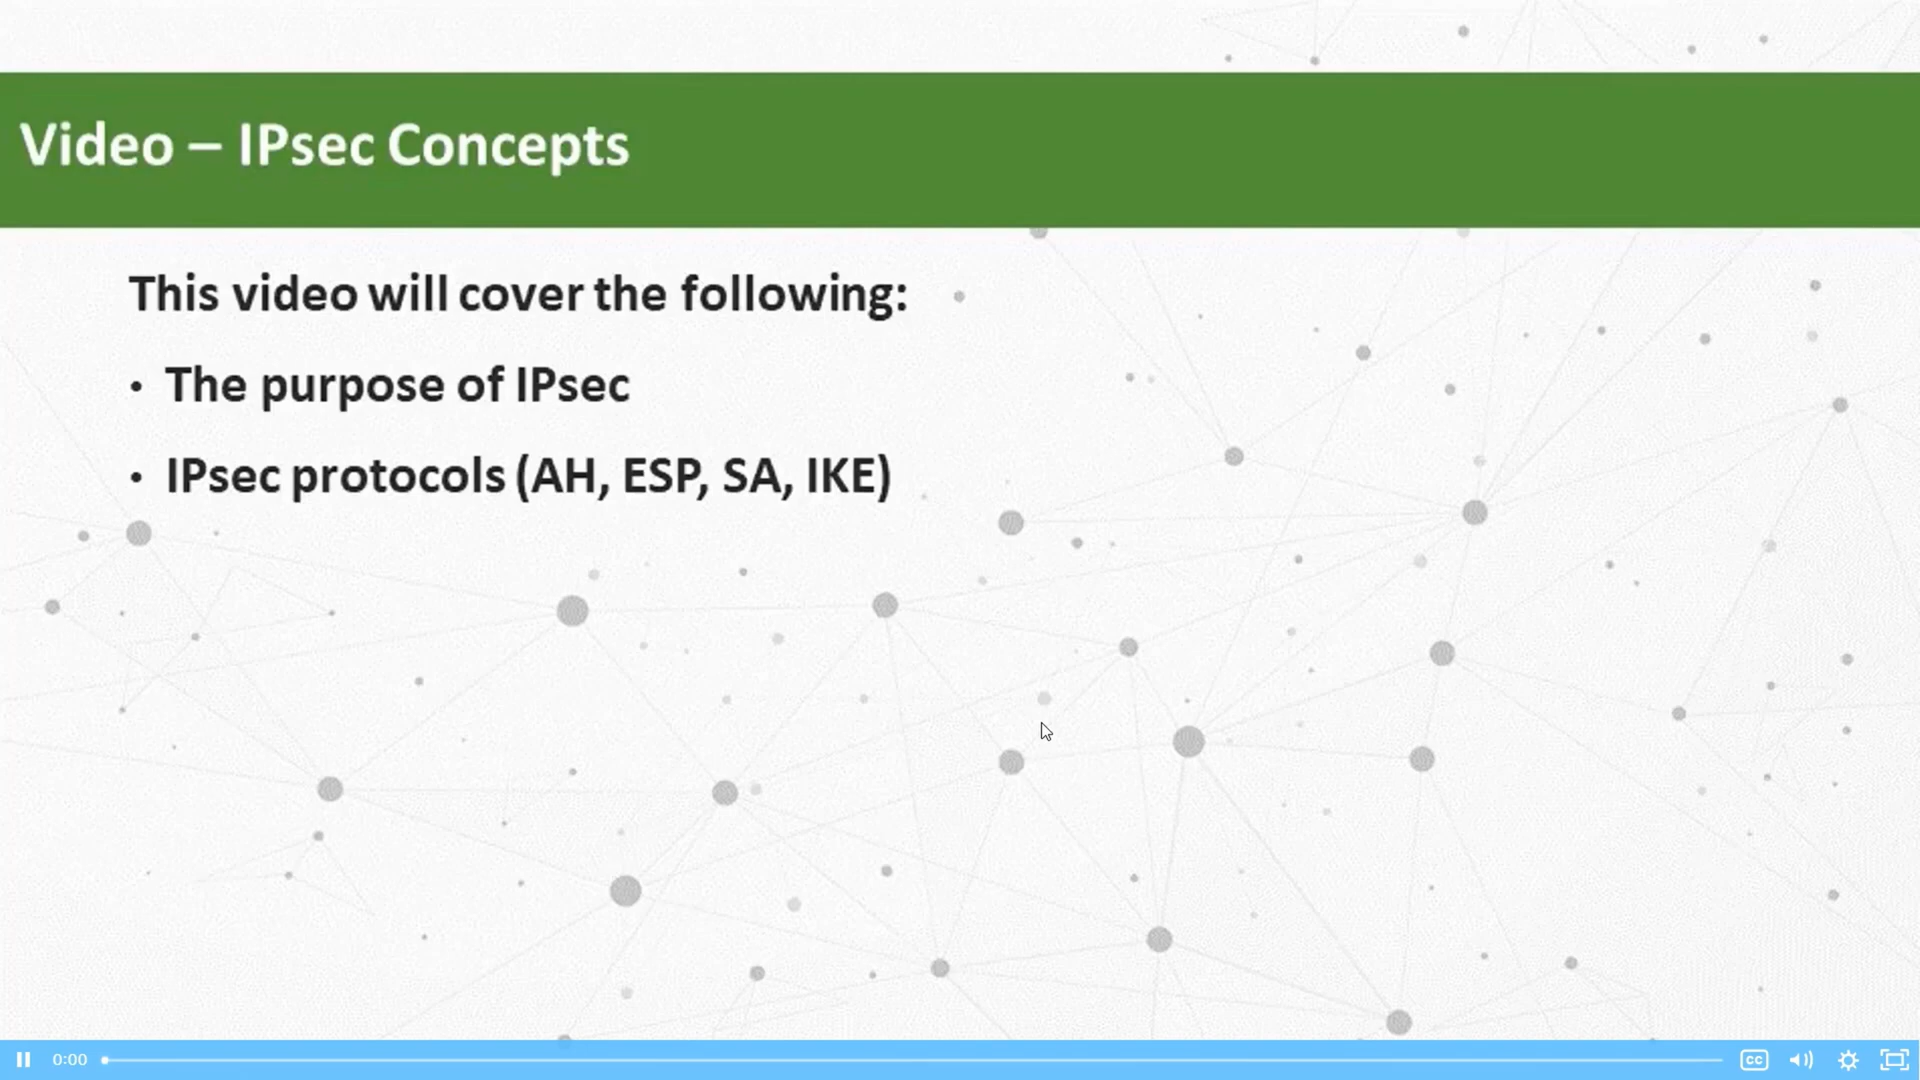 Video – IPsec Concepts
This video will cover the following:
• The purpose of IPsec
• IPsec protocols (AH, ESP, SA, IKE)
0:00
CC